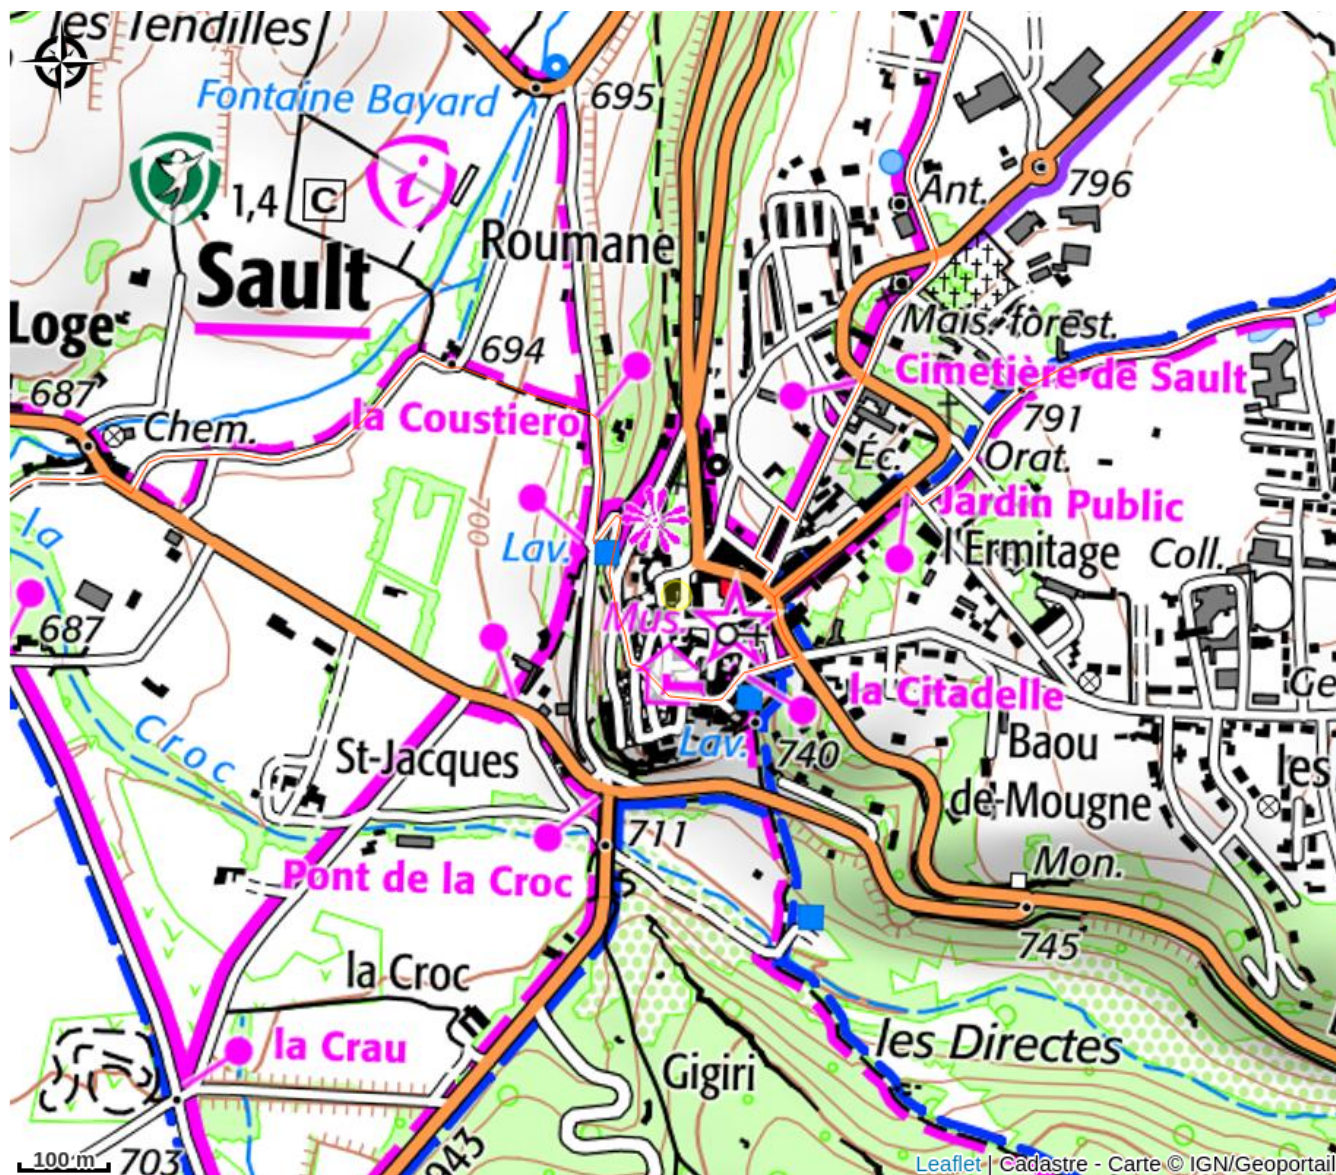 les Tendilles
Fontaine Bayard
695
i
1,4
C
Ant.
796
Roumane
Sault
Loge
Mais. forest.
694
Cimetière de Sault
687
la Coustiero
791
Chem.
Éc.
Orat.
700
Jardin Public
la
Lav.
l'Ermitage
Coll.
687
Mus.
la Citadelle
Ge
Croc
Lav.
740
Baou
St-Jacques
les
de-Mougne
711
Mon.
Pont de la Croc
745
la Croc
les Directes
la Crau
Gigiri
943
100 m
703
Leaflet | Cadastre - Carte © IGN/Geoportail